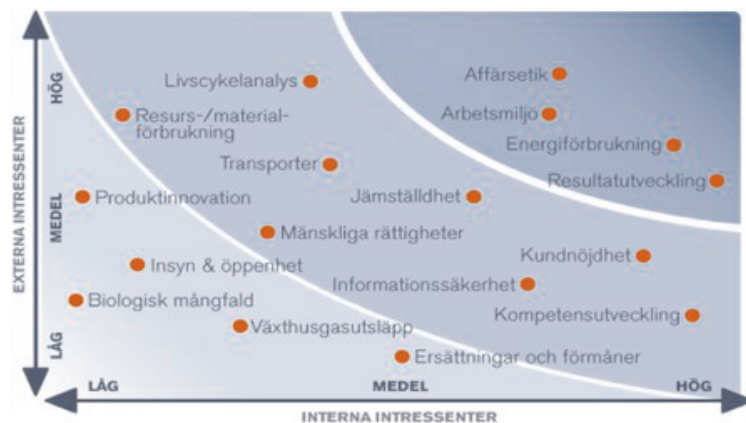 HÖG
MEDEL
LÅG
EXTERNA INTRESSENTER
Livscykelanalys
Affärsetik
Resurs-/material-
förbrukning
Arbetsmiljö
Energiförbrukning
Transporter
Resultatutveckling
Produktinnovation
Jämställdhet
Mänskliga rättigheter
Insyn & öppenhet
Kundnöjdhet
Informationssäkerhet
Biologisk mångfald
Kompetensutveckling
Växthusgasutsläpp
Ersättningar och förmåner
LÅG
MEDEL
HÖG
INTERNA INTRESSENTER